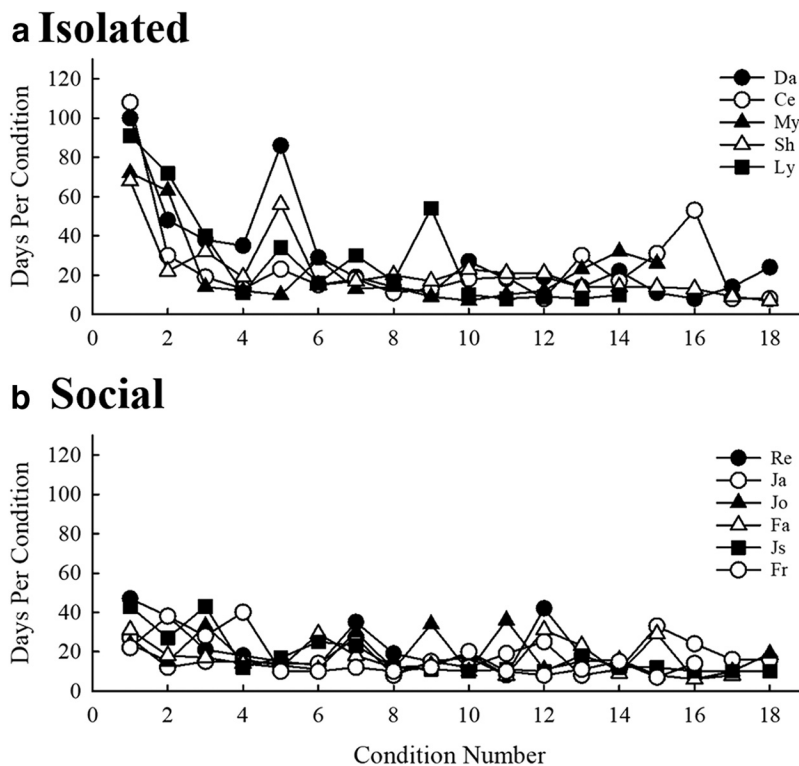 a Isolated
Days Per Condition
120
100
80
60
40
20
0
0 2 4 6 8 10 12 14 16 18
Da
Ce
My
Sh
Ly
b Social
Days Per Condition
120
100
80
60
40
20
0
0 2 4 6 8 10 12 14 16 18
Re
Ja
Jo
Fa
Js
Fr
Condition Number